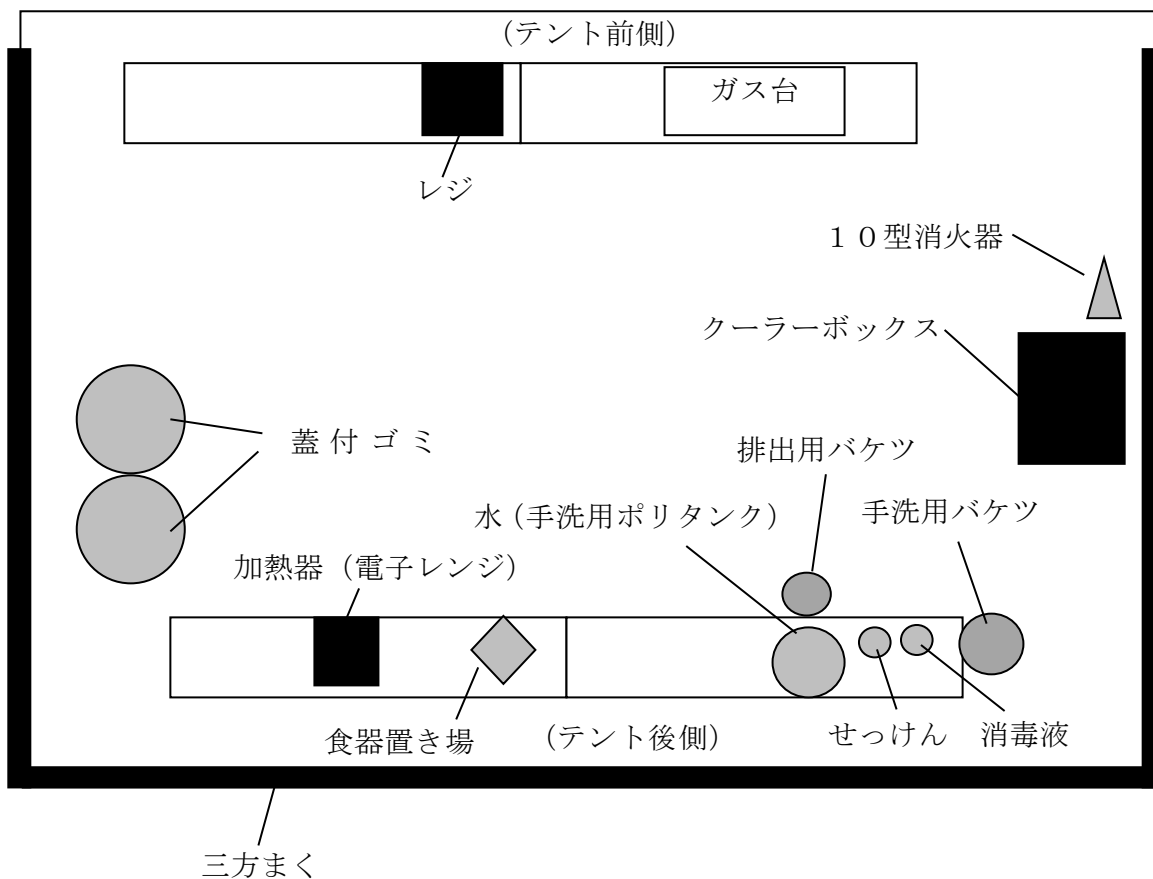 (テント前側)
ガス台
レジ
１０型消火器
クーラーボックス
蓋 付 ゴ ミ
排出用バケツ
水（手洗用ポリタンク）
手洗用バケツ
加熱器（電子レンジ）
食器置き場
(テント後側)
せっけん
消毒液
三方まく